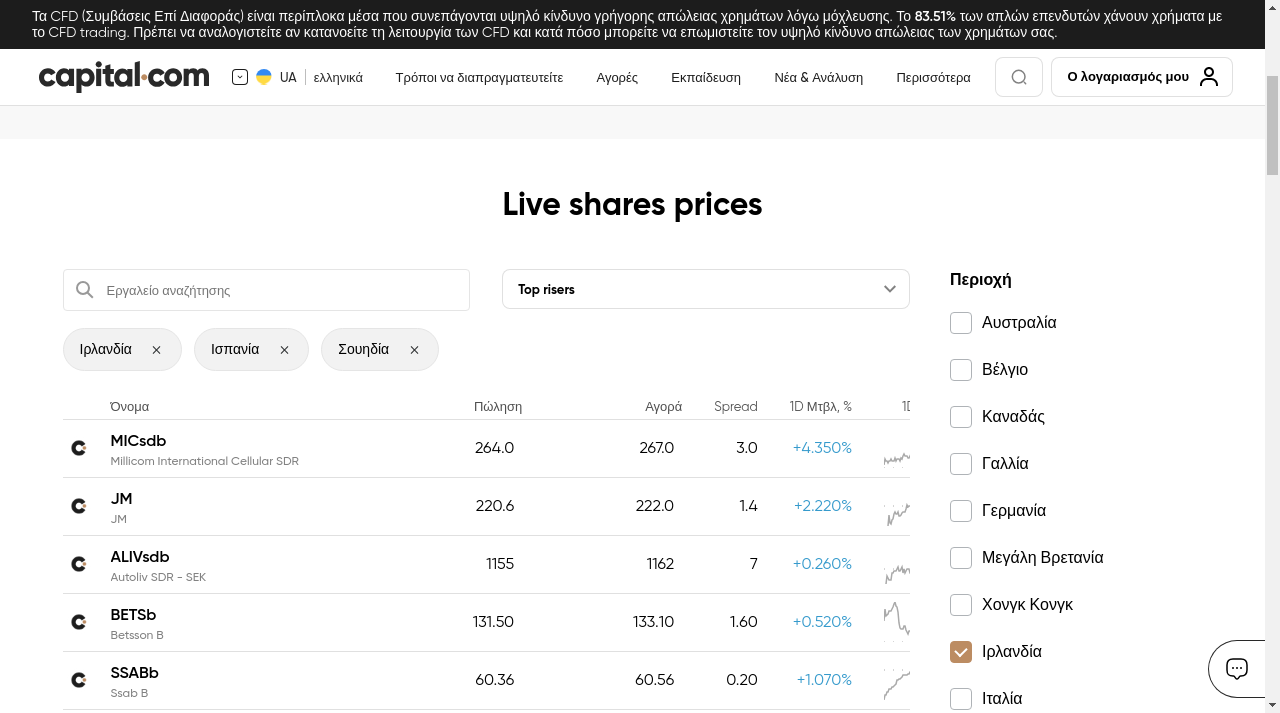 Τα CFD (Συμβάσεις Επί Διαφοράς) είναι περίπλοκα μέσα που συνεπάγονται υψηλό κίνδυνο γρήγορης απώλειας χρημάτων λόγω μόχλευσης. Το 83.51% των απλών επενδυτών χάνουν χρήματα με
το CFD trading. Πρέπει να αναλογιστείτε αν κατανοείτε τη λειτουργία των CFD και κατά πόσο μπορείτε να επωμιστείτε τον υψηλό κίνδυνο απώλειας των χρημάτων σας.
capital.com UA ελληνικά Τρόποι να διαπραγματευτείτε Αγορές Εκπαίδευση Νέα & Ανάλυση Περισσότερα Ο λογαριασμός μου
Live shares prices
Εργαλείο αναζήτησης
Top risers
Ιρλανδία Ισπανία Σουηδία
Όνομα Πώληση Αγορά Spread 1D Μτβλ, %
MICsdb 264.0 267.0 3.0 +4.350%
Millicom International Cellular SDR
JM 220.6 222.0 1.4 +2.220%
JM
ALIVsdb 1155 1162 7 +0.260%
Autoliv SDR - SEK
BETSb 131.50 133.10 1.60 +0.520%
Betsson B
SSABb 60.36 60.56 0.20 +1.070%
Ssab B
Περιοχή
Αυστραλία
Βέλγιο
Καναδάς
Γαλλία
Γερμανία
Μεγάλη Βρετανία
Χονγκ Κονγκ
Ιρλανδία
Ιταλία